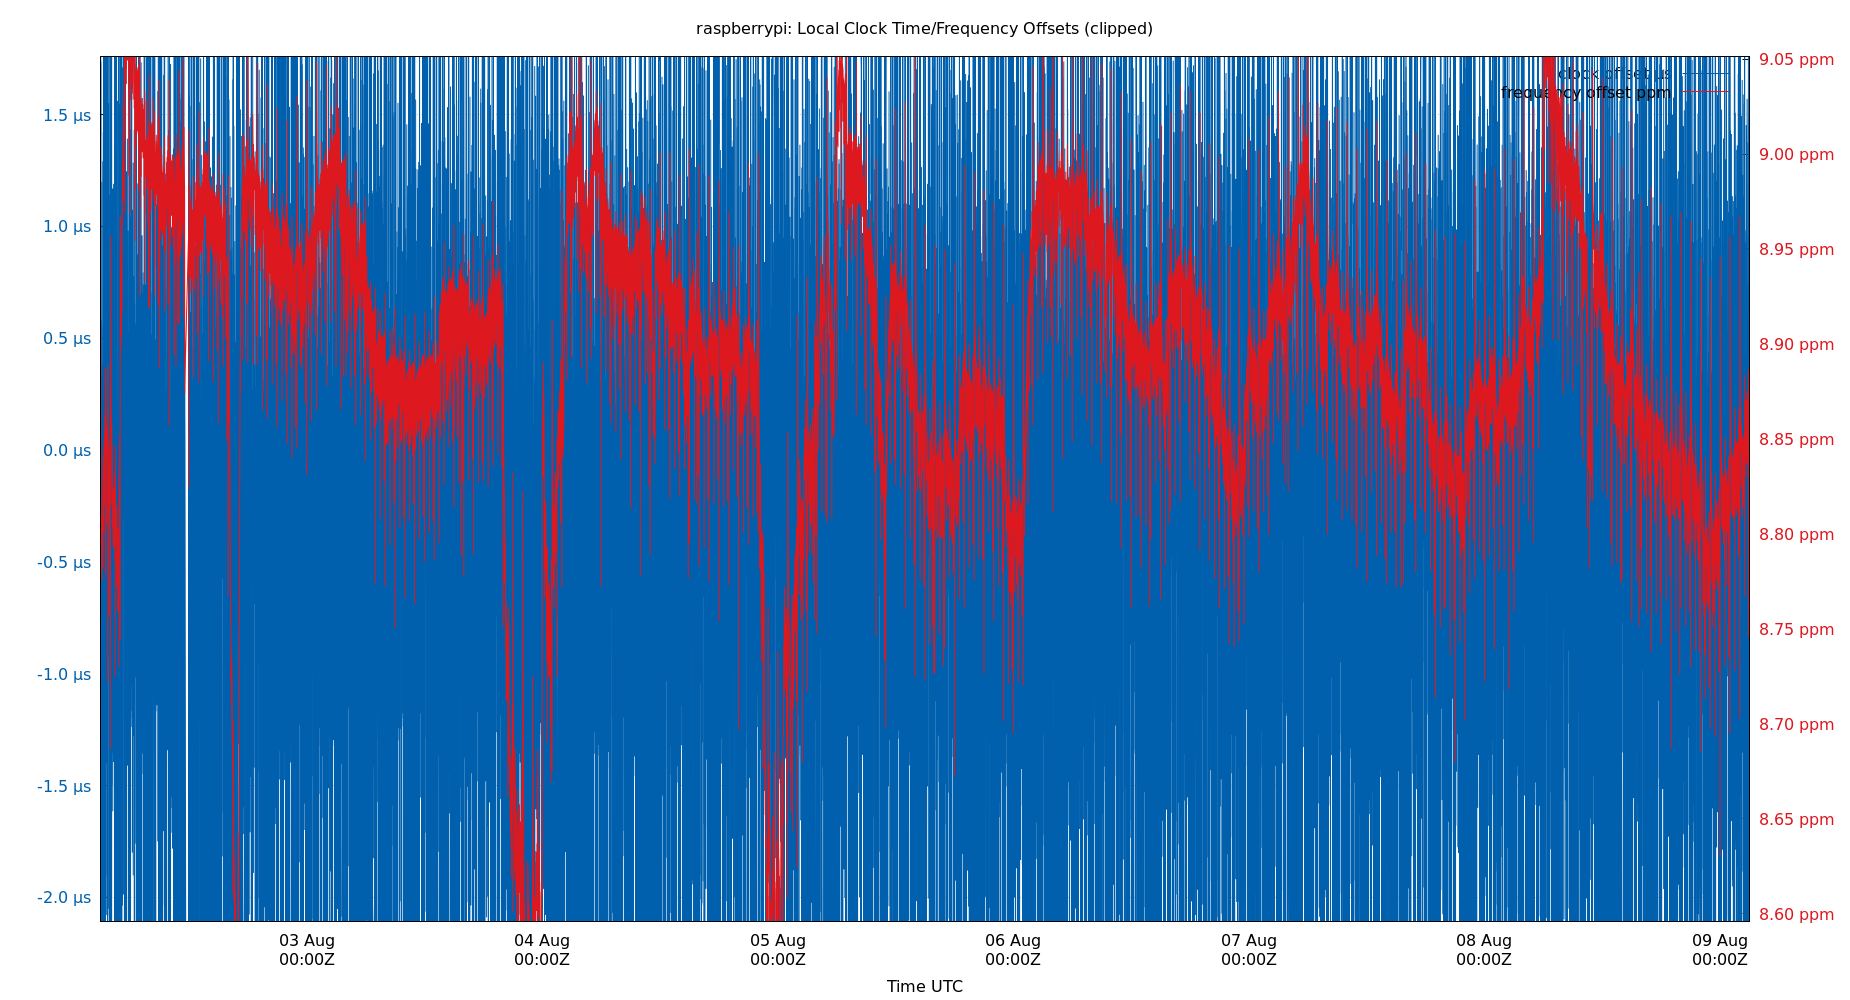 raspberrypi: Local Clock Time/Frequency Offsets (clipped)
clock offset µs
frequency offset ppm
1.5 µs
1.0 µs
0.5 µs
0.0 µs
-0.5 µs
-1.0 µs
-1.5 µs
-2.0 µs
9.05 ppm
9.00 ppm
8.95 ppm
8.90 ppm
8.85 ppm
8.80 ppm
8.75 ppm
8.70 ppm
8.65 ppm
8.60 ppm
03 Aug 04 Aug 05 Aug 06 Aug 07 Aug 08 Aug 09 Aug
00:00Z 00:00Z 00:00Z 00:00Z 00:00Z 00:00Z 00:00Z
Time UTC